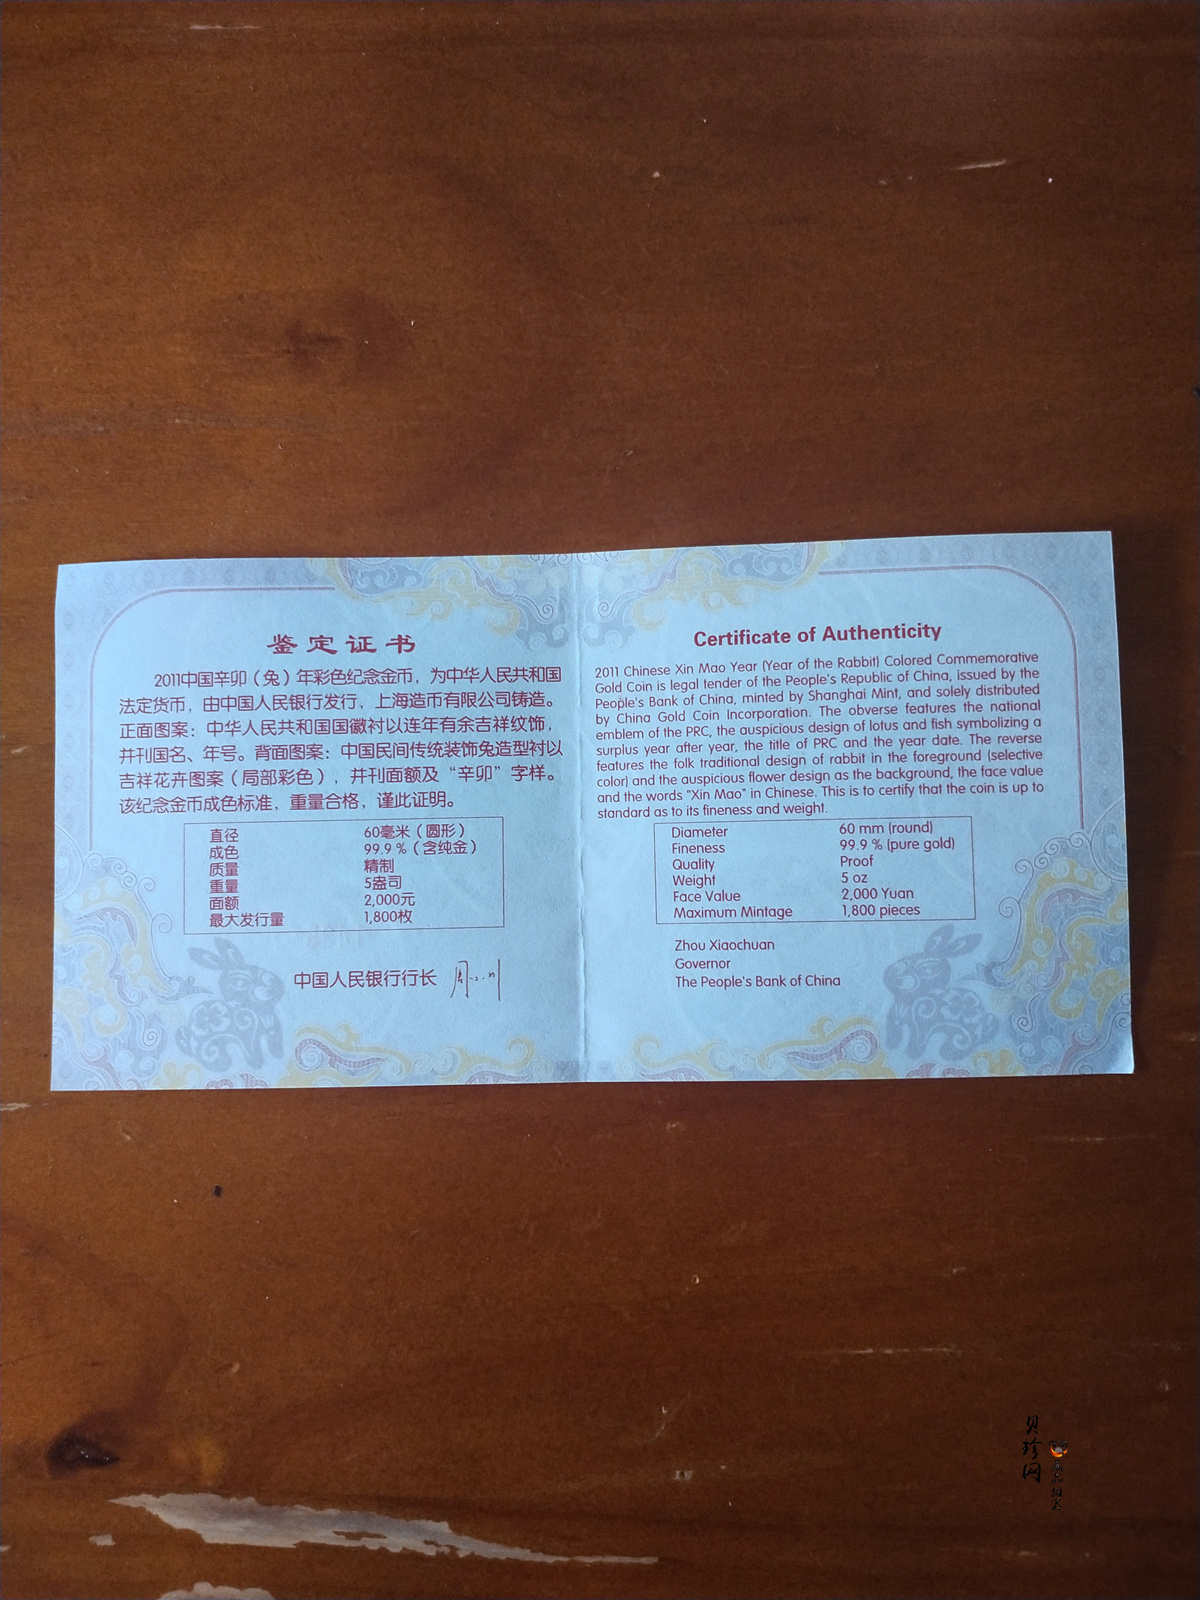 鉴定证书
2011中国辛卯（兔）年彩色纪念金币，为中华人民共和国
法定货币，由中国人民银行发行，上海造币有限公司铸造。
正面图案：中华人民共和国国徽衬以连年有余吉祥纹饰，
并刊国名、年号。背面图案：中国民间传统装饰兔造型衬以
吉祥花卉图案（局部彩色），并刊面额及“辛卯”字样。
该纪念金币成色标准，重量合格，谨此证明。
直径 60毫米（圆形）
成色 99.9 %（含纯金）
质量 精制
重量 5盎司
面额 2,000元
最大发行量 1,800枚
中国人民银行行长
Certificate of Authenticity
2011 Chinese Xin Mao Year (Year of the Rabbit) Colored Commemorative
Gold Coin is legal tender of the People's Republic of China, issued by the
People's Bank of China, minted by Shanghai Mint, and solely distributed
by China Gold Coin Incorporation. The obverse features the national
emblem of the PRC, the auspicious design of lotus and fish symbolizing a
surplus year after year, the title of PRC and the year date. The reverse
features the folk traditional design of rabbit in the foreground (selective
color) and the auspicious flower design as the background, the face value
and the words "Xin Mao" in Chinese. This is to certify that the coin is up to
standard as to its fineness and weight.
Diameter 60 mm (round)
Fineness 99.9 % (pure gold)
Quality Proof
Weight 5 oz
Face Value 2,000 Yuan
Maximum Mintage 1,800 pieces
Zhou Xiaochuan
Governor
The People's Bank of China
贝珍网